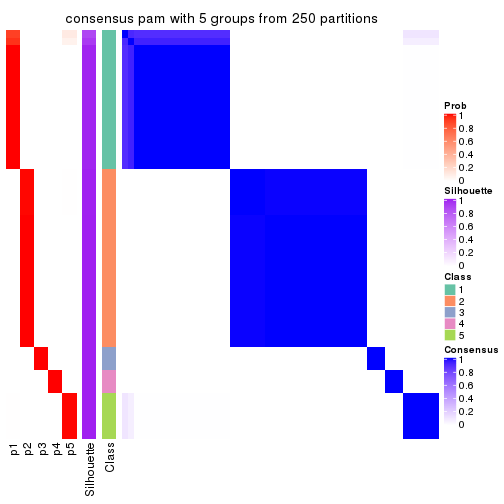 consensus pam with 5 groups from 250 partitions
Prob
1
0.8
0.6
0.4
0.2
0
Silhouette
1
0.8
0.6
0.4
0.2
0
Class
1
2
3
4
5
Consensus
1
0.8
0.6
0.4
0.2
0
p1
p2
p3
p4
p5
Silhouette
Class